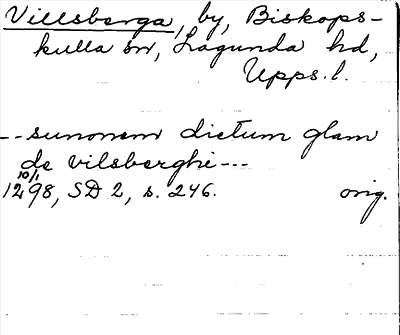 Villsberga, by, Biskops-
kulla sn, Lagunda hd,
Upps. l.
-- sunonem dictum glam
de vilsberghi ---
10/1
1298, SD 2, s. 246. orig.